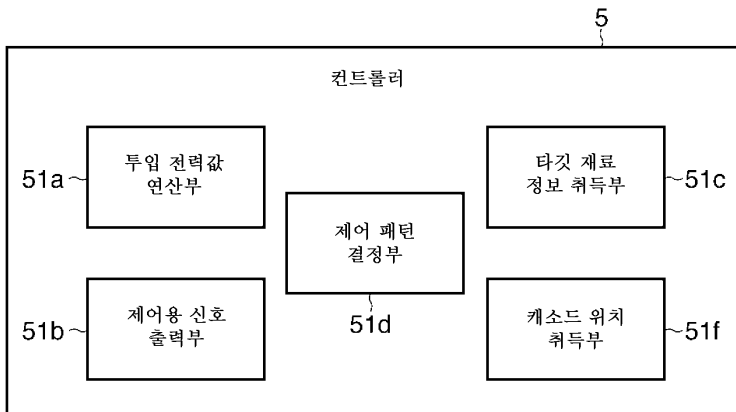 5
컨트롤러
51a
투입 전력값
연산부
타깃 재료
정보 취득부
51c
제어 패턴
결정부
51d
51b
제어용 신호
출력부
캐소드 위치
취득부
51f